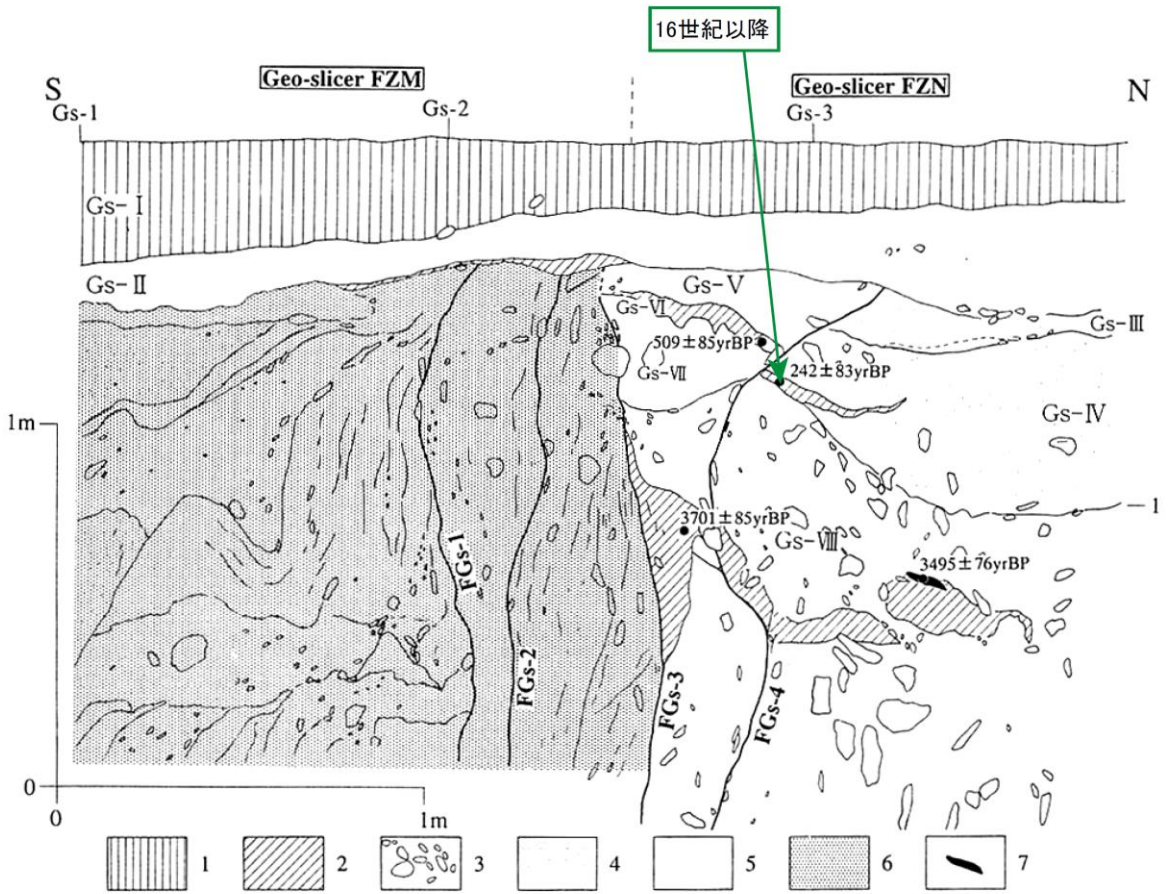 16世紀以降
S
Geo-slicer FZM
Geo-slicer FZN
N
Gs-1
Gs-2
Gs-3
Gs-Ⅰ
Gs-Ⅱ
Gs-Ⅴ
Gs-Ⅵ
Gs-Ⅲ
509±85yrBP
Gs-Ⅶ
242±83yrBP
1m
Gs-Ⅳ
1
3701±85yrBP
Gs-Ⅷ
3495±76yrBP
FGs-1
FGs-2
FGs-3
FGs-4
0
0
1m
1
2
3
4
5
6
7